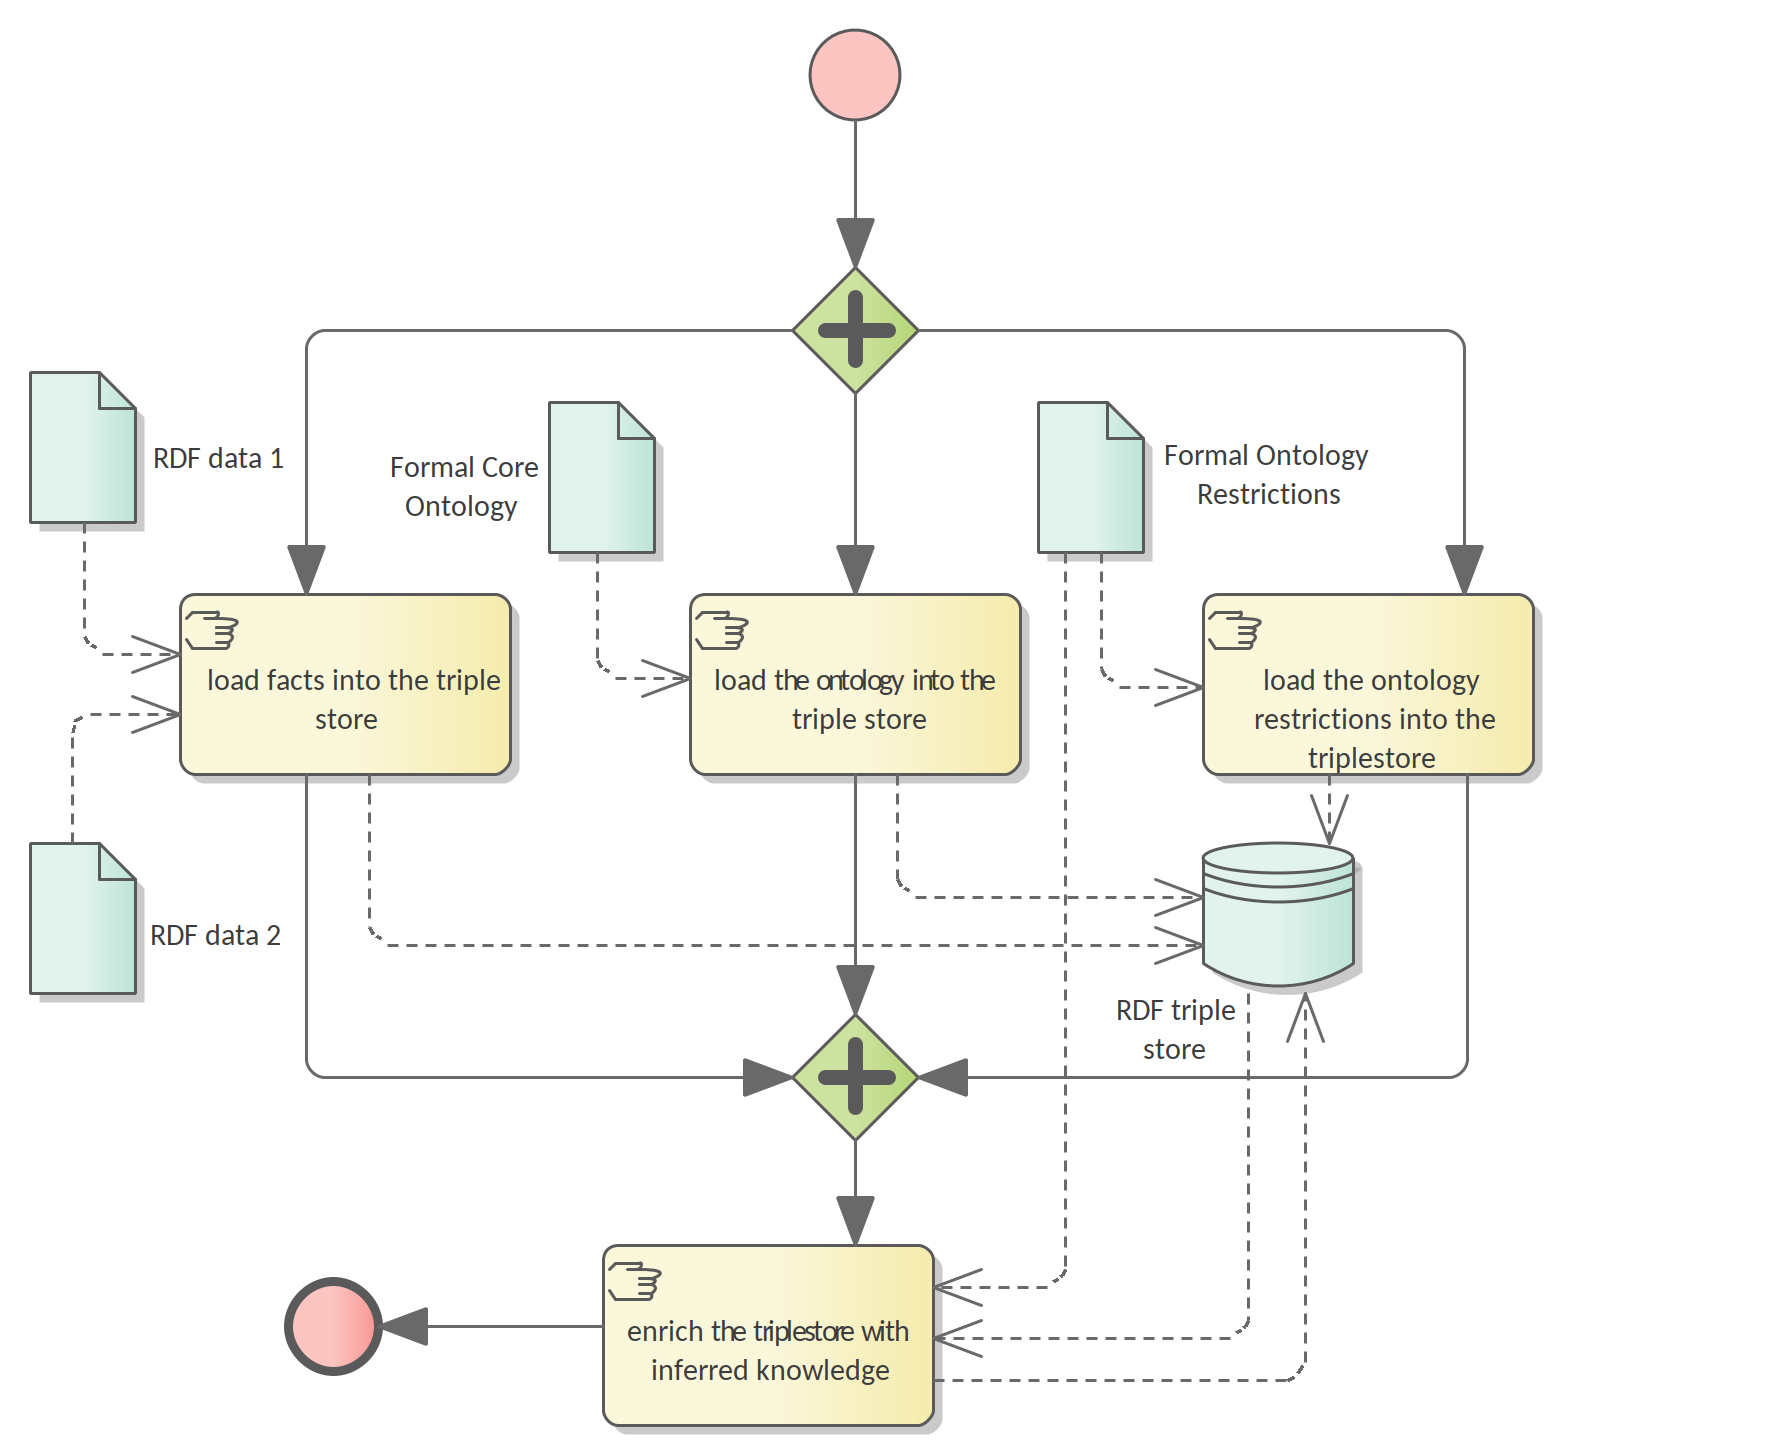 RDF data 1
Formal Core
Ontology
Formal Ontology
Restrictions
load facts into the triple
store
load the ontology into the
triple store
load the ontology
restrictions into the
triplestore
RDF data 2
RDF triple
store
enrich the triplestore with
inferred knowledge